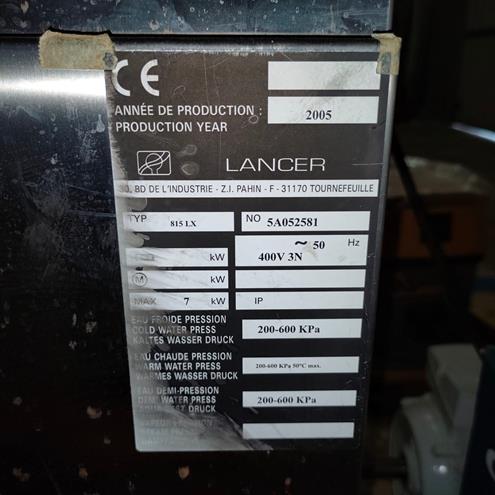 CE
ANNÉE DE PRODUCTION : 2005
PRODUCTION YEAR
LANCER
30, BD DE L'INDUSTRIE - Z.I. PAHIN - F - 31170 TOURNEFEUILLE
TYP 815 LX NO 5A052581
kW 400V 3N ~ 50 Hz
M kW
MAX 7 kW IP
EAU FROIDE PRESSION
COLD WATER PRESS 200-600 KPa
KALTES WASSER DRUCK
EAU CHAUDE PRESSION
WARM WATER PRESS 200-600 KPa 50°C max.
WARMES WASSER DRUCK
EAU DEMI-PRESSION
WATER PRESS 200-600 KPa
DRUCK